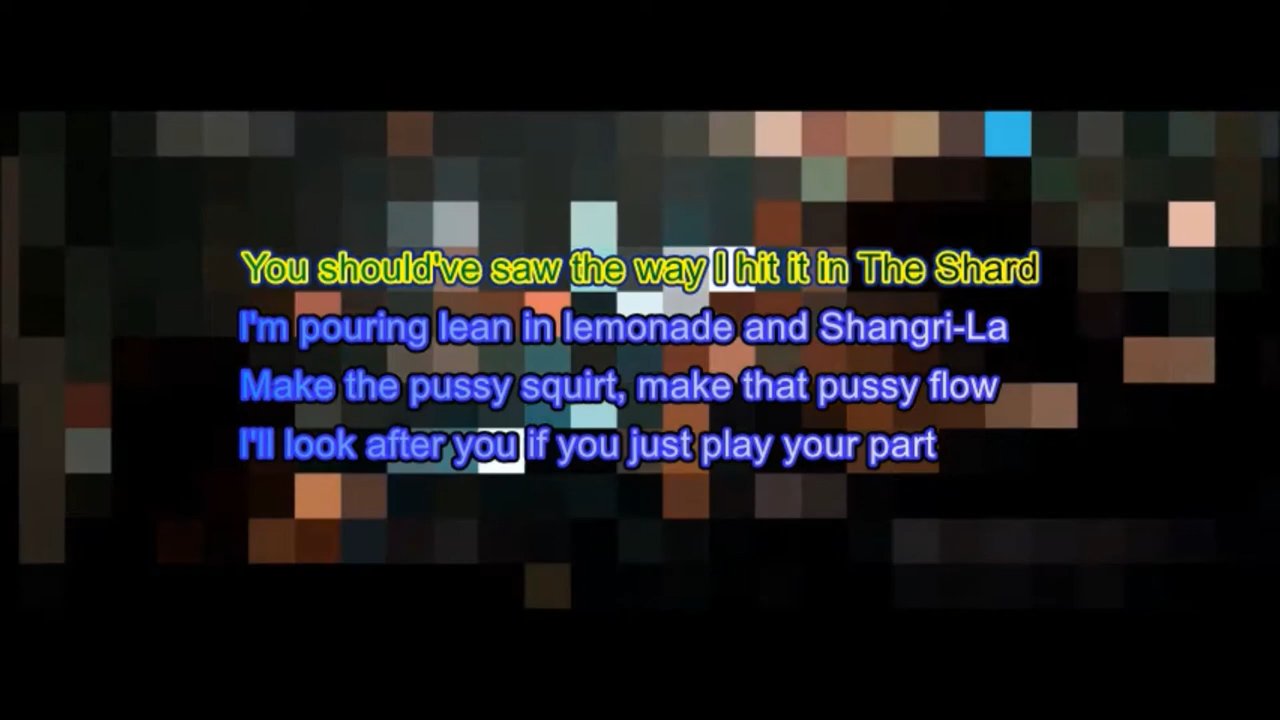 You should've saw the way I hit it in The Shard
I'm pouring lean in lemonade and Shangri-La
Make the pussy squirt, make that pussy flow
I'll look after you if you just play your part